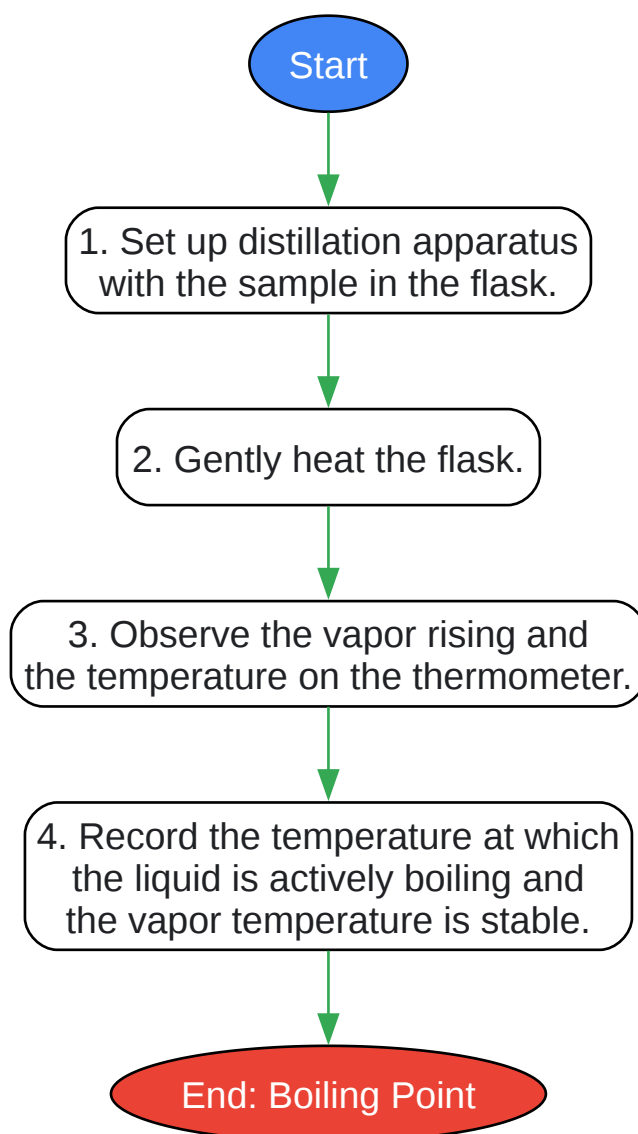 Start
1. Set up distillation apparatus
with the sample in the flask.
2. Gently heat the flask.
3. Observe the vapor rising and
the temperature on the thermometer.
4. Record the temperature at which
the liquid is actively boiling and
the vapor temperature is stable.
End: Boiling Point